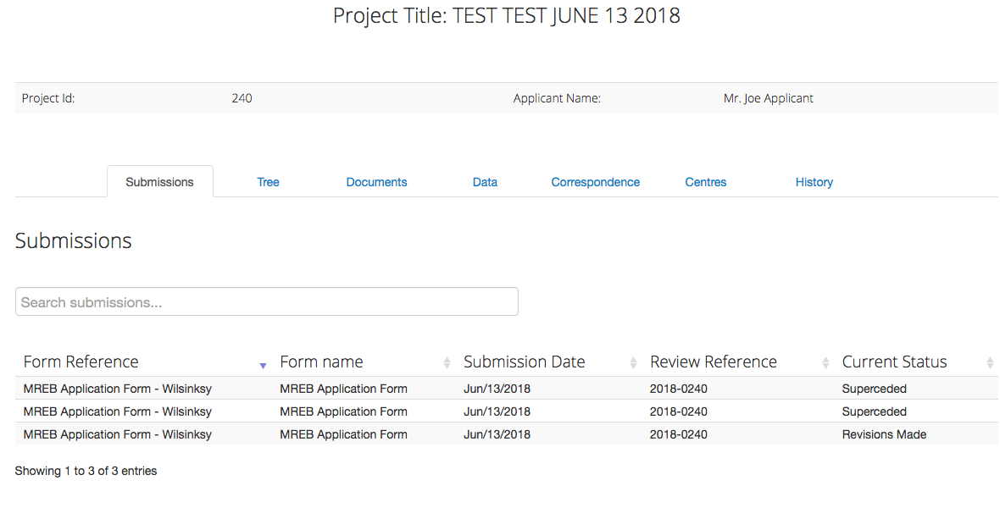 Project Title: TEST TEST JUNE 13 2018
Project Id: 240 Applicant Name: Mr. Joe Applicant
Submissions Tree Documents Data Correspondence Centres History
Submissions
Search submissions...
Form Reference Form name Submission Date Review Reference Current Status
MREB Application Form - Wilsinksy MREB Application Form Jun/13/2018 2018-0240 Superceded
MREB Application Form - Wilsinksy MREB Application Form Jun/13/2018 2018-0240 Superceded
MREB Application Form - Wilsinksy MREB Application Form Jun/13/2018 2018-0240 Revisions Made
Showing 1 to 3 of 3 entries